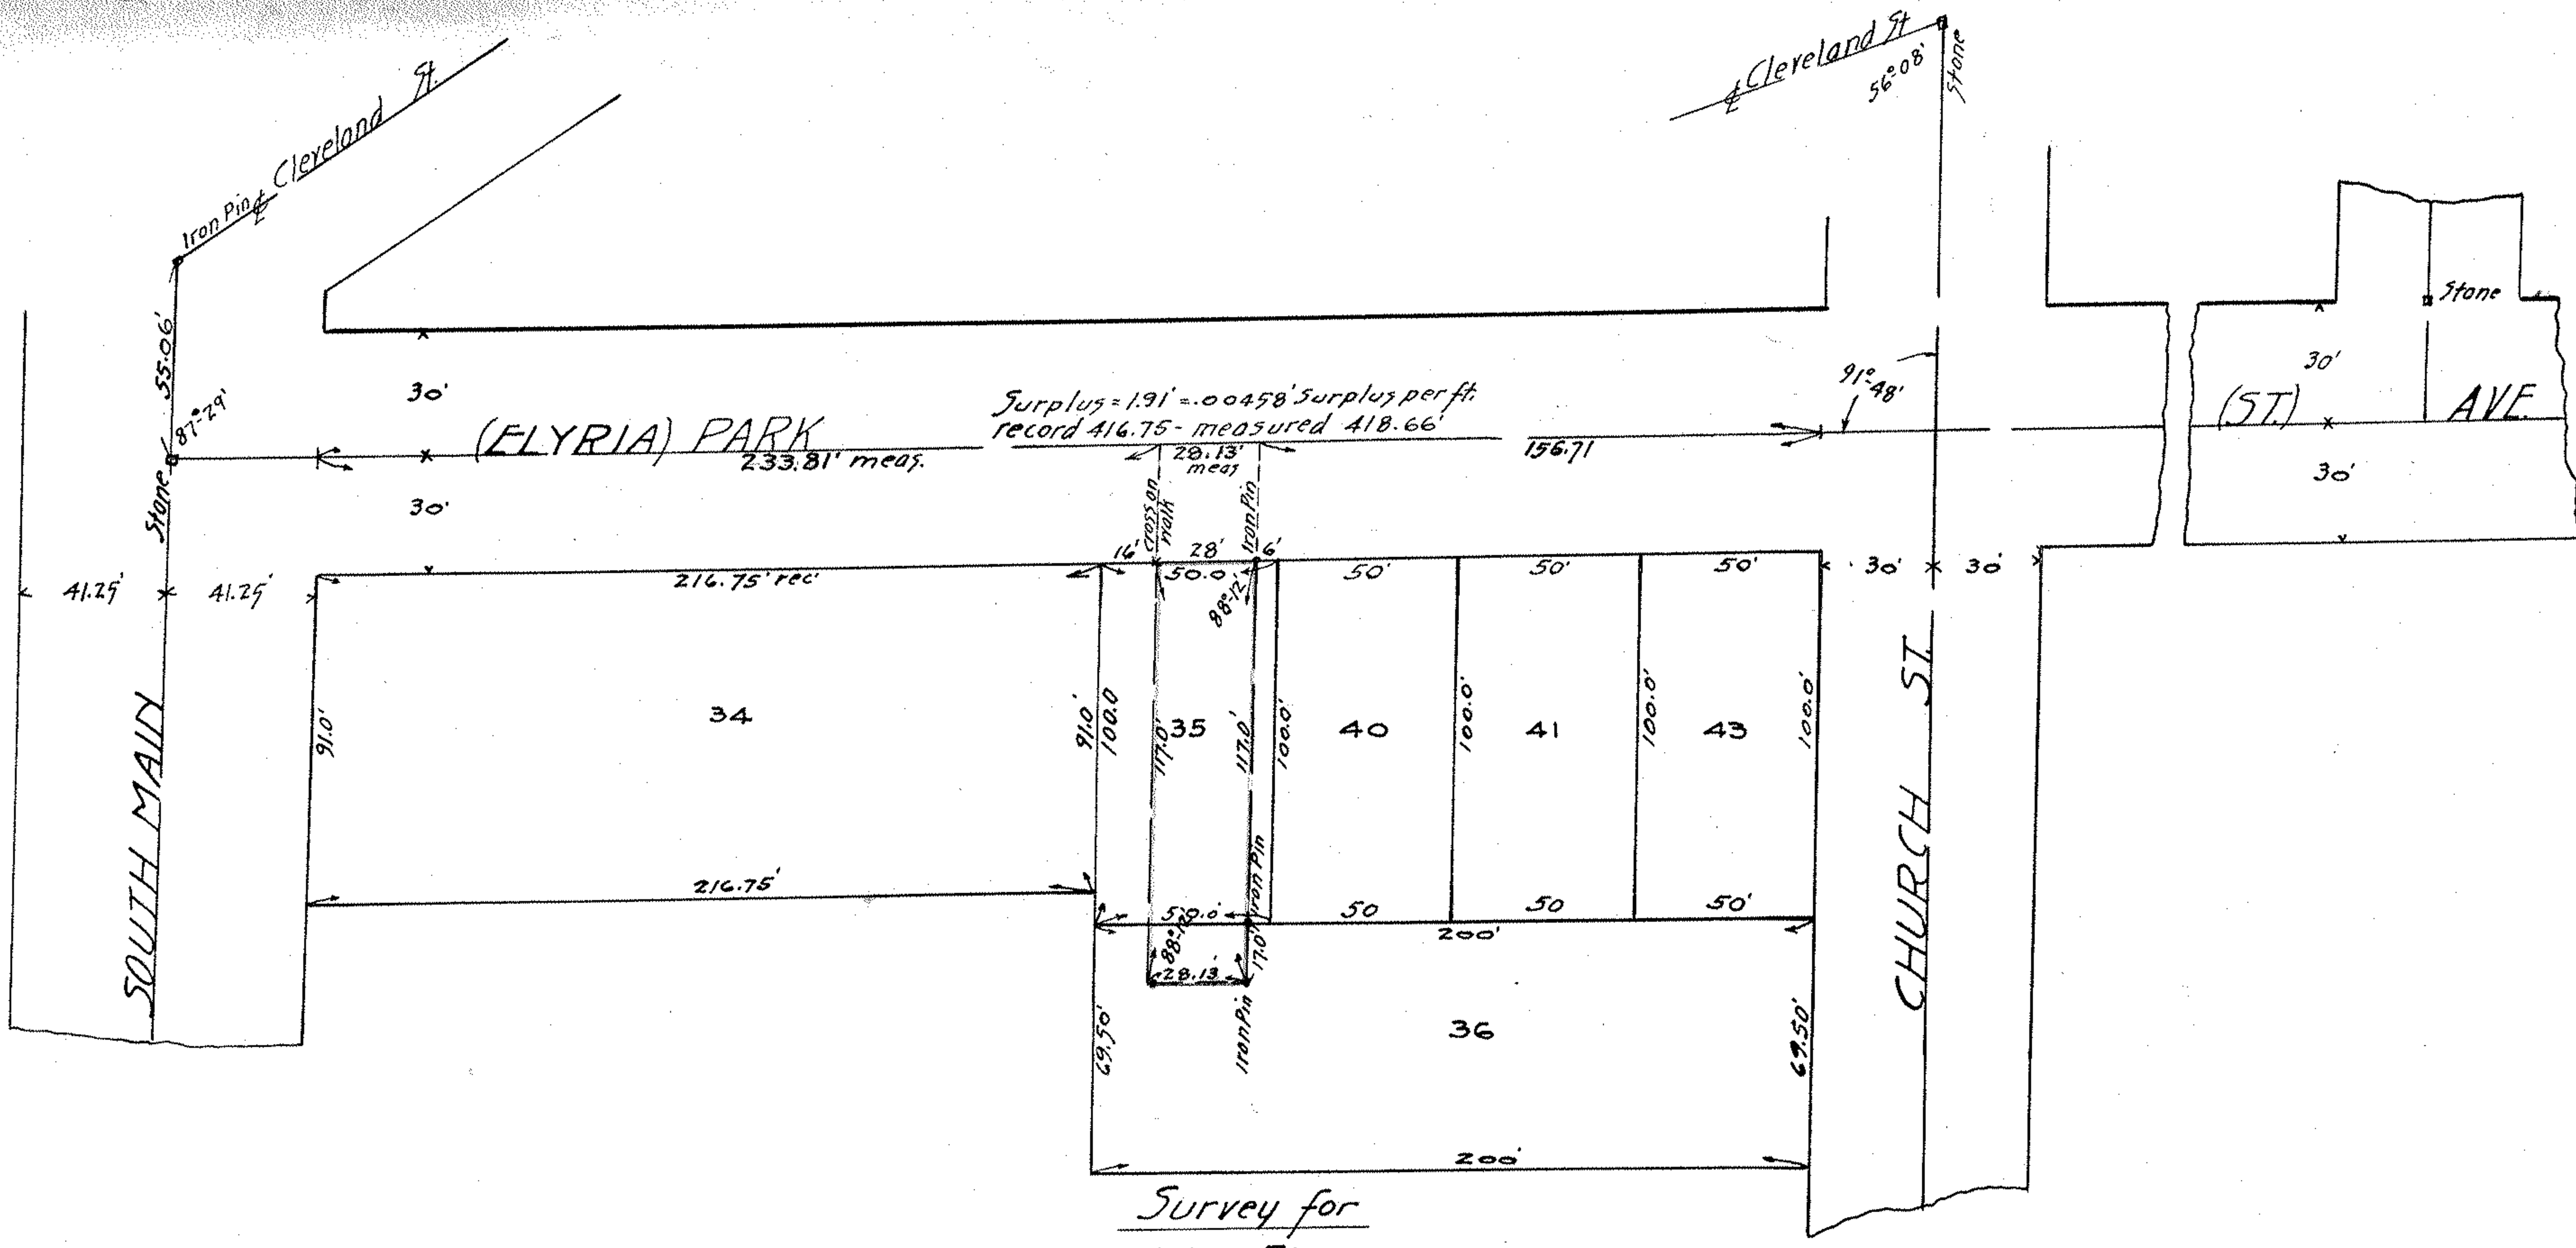 ℄ Cleveland St.
Iron Pin
55.06'
87°-29'
Stone
℄ Cleveland St
56°-08'
Stone
30'
(ELYRIA) PARK
233.81' meas.
30'
Surplus = 1.91' = .00458' Surplus per ft.
record 416.75 - measured 418.66'
28.13'
meas
156.71
91°-48'
(ST.) AVE.
Stone
30'
30'
cross on
walk
Iron Pin
16'
28'
6'
50.0'
50'
50'
50'
216.75' rec
41.25'
41.25'
30'
30'
88°-12'
SOUTH MAIN
91.0'
34
91.0'
100.0
117.0'
35
117.0'
100.0'
40
100.0'
41
100.0'
43
100.0'
CHURCH ST.
216.75'
Iron Pin
50.0'
50
50
50'
200'
88°-12'
17.0'
28.13'
Iron Pin
69.50'
36
69.50'
200'
Survey for